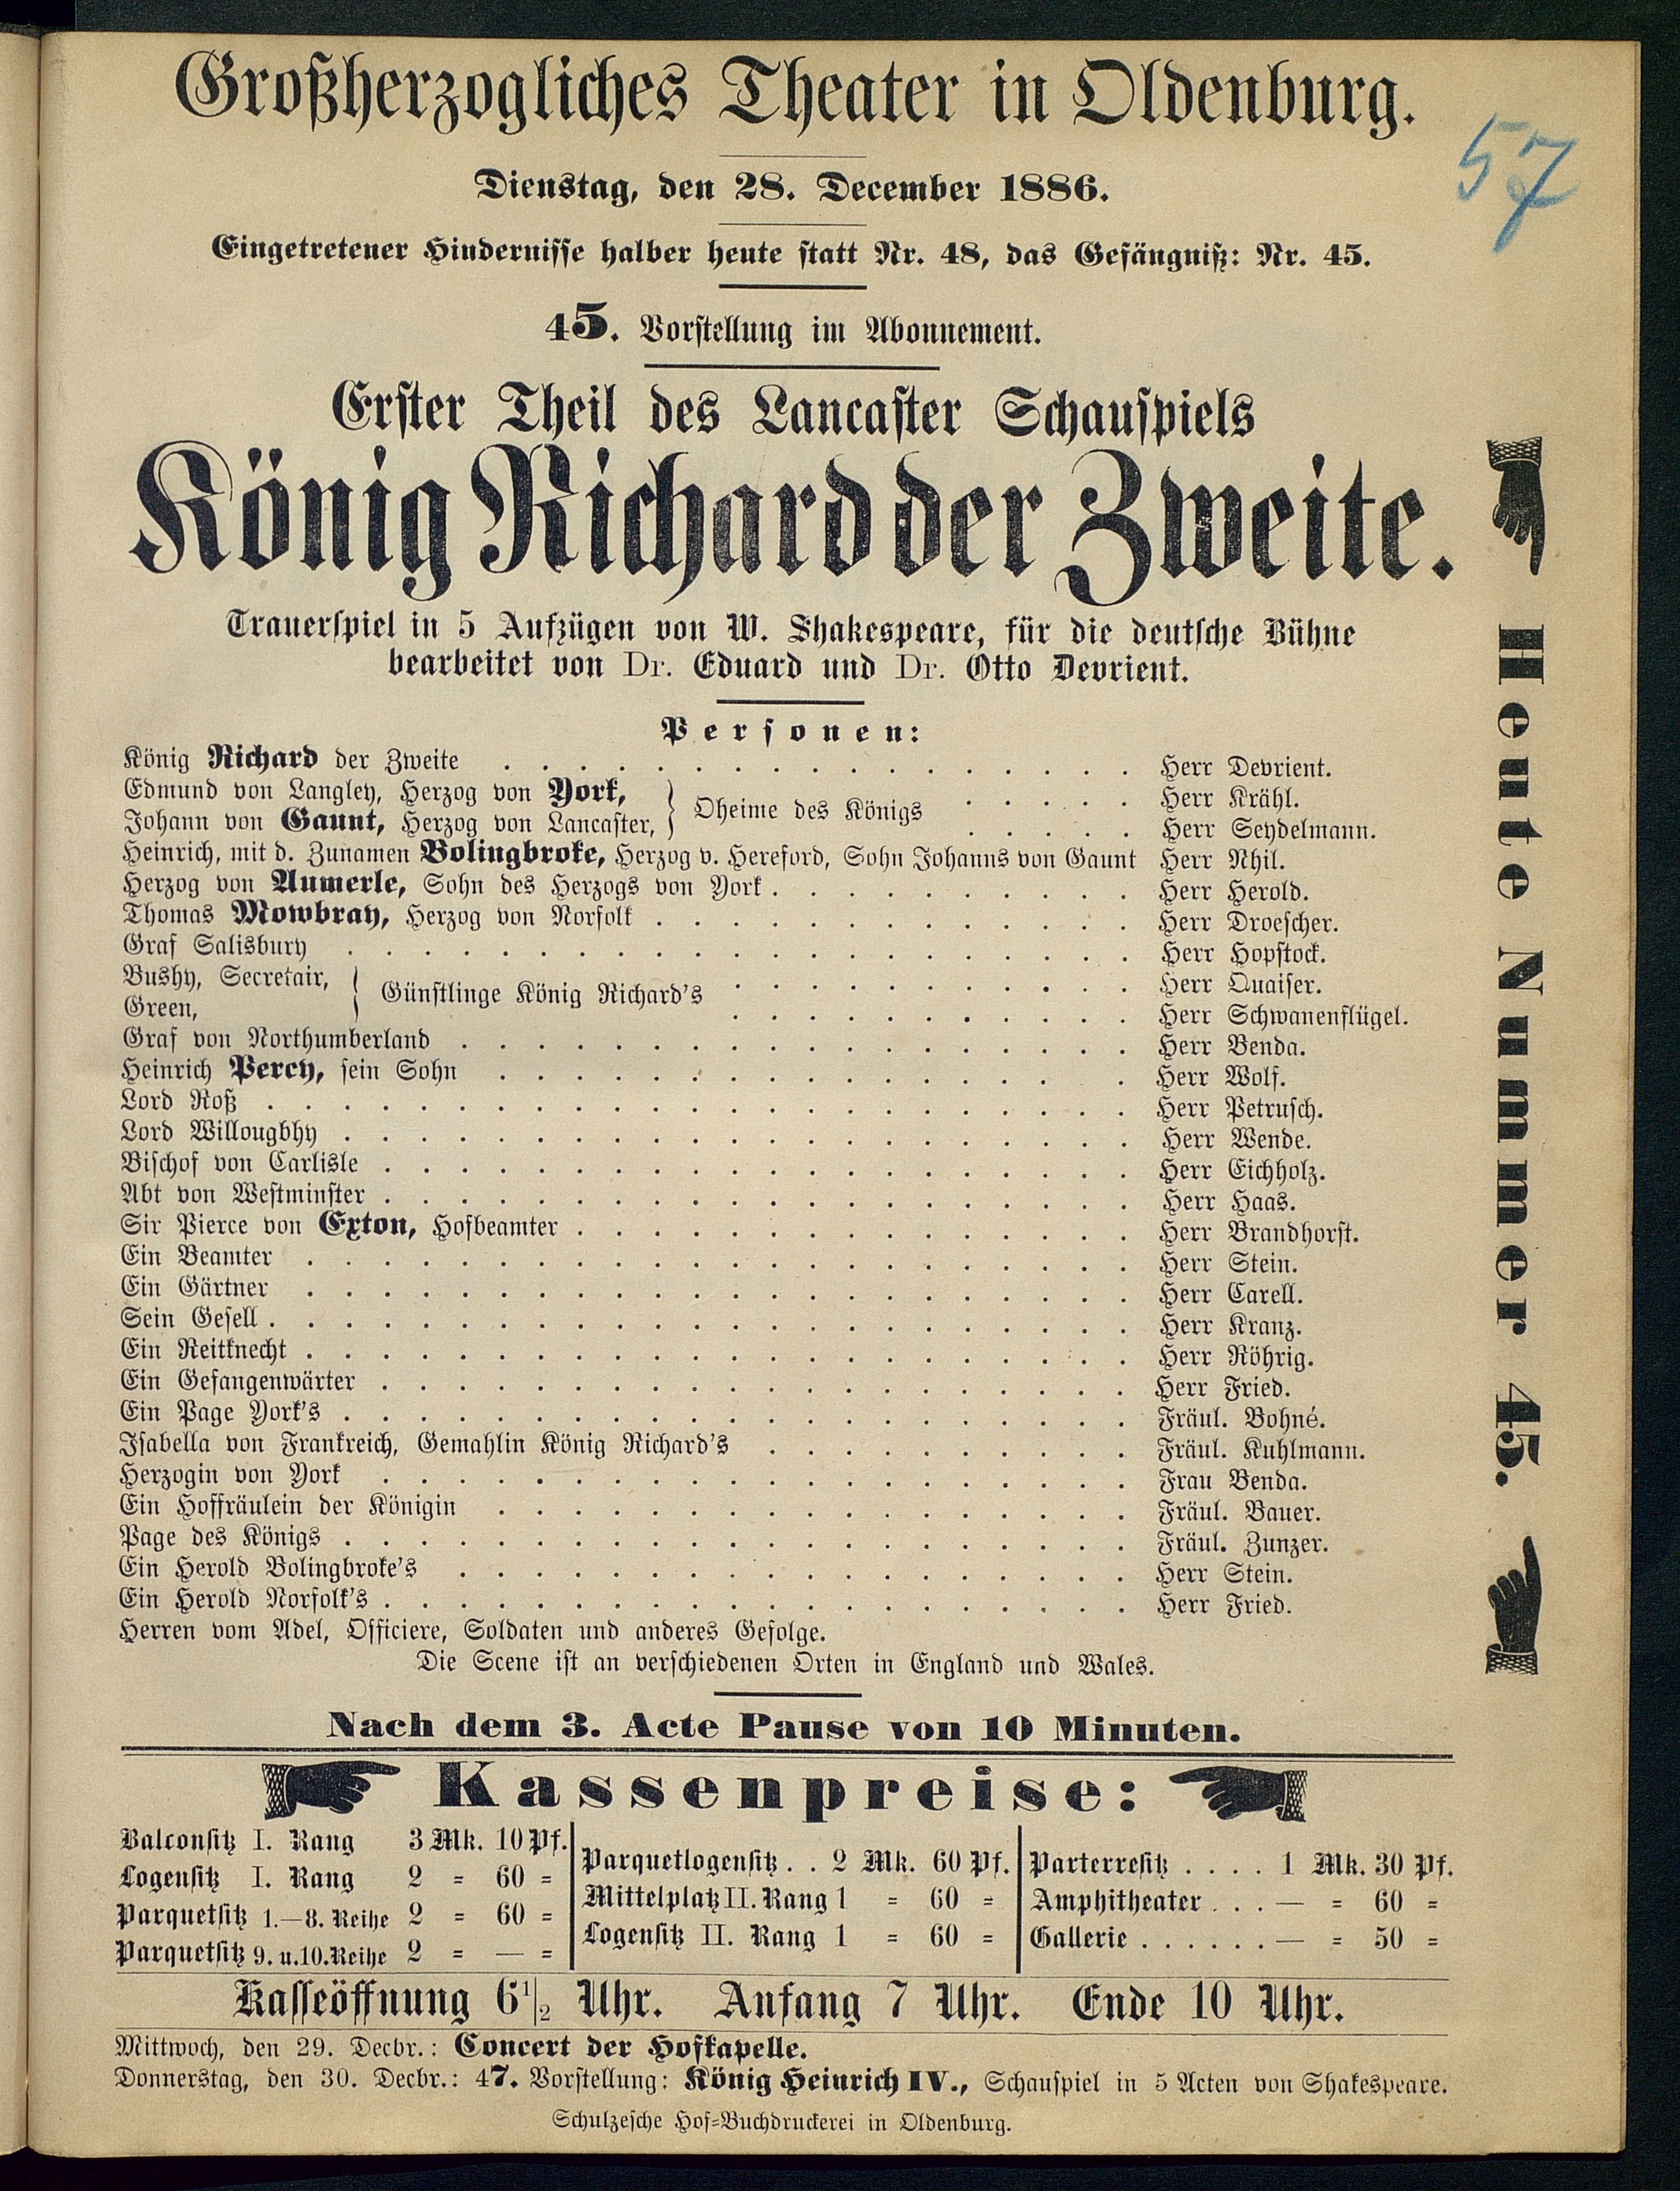 Großherzogliches Theater in Oldenburg.
57
Dienstag, den 28. December 1886.
Eingetretener Hindernisse halber heute statt Nr. 48, das Gefängniß: Nr. 45.
45. Vorstellung im Abonnement.
Erster Theil des Lancaster Schauspiels
König Richard der Zweite.
Trauerspiel in 5 Aufzügen von W. Shakespeare, für die deutsche Bühne
bearbeitet von Dr. Eduard und Dr. Otto Devrient.
Personen:
König Richard der Zweite . . . . . Herr Devrient.
Edmund von Langley, Herzog von York, } Oheime des Königs . . . . . Herr Krähl.
Johann von Gaunt, Herzog von Lancaster, } . . . . . Herr Seydelmann.
Heinrich, mit d. Zunamen Bolingbroke, Herzog v. Hereford, Sohn Johanns von Gaunt Herr Nhil.
Herzog von Aumerle, Sohn des Herzogs von York . . . . . Herr Herold.
Thomas Mowbray, Herzog von Norfolk . . . . . Herr Droescher.
Graf Salisbury . . . . . Herr Hopstock.
Bushy, Secretair, } Günstlinge König Richard's . . . . . Herr Quaiser.
Green, } . . . . . Herr Schwanenflügel.
Graf von Northumberland . . . . . Herr Benda.
Heinrich Percy, sein Sohn . . . . . Herr Wolf.
Lord Roß . . . . . Herr Petrusch.
Lord Willougbhy . . . . . Herr Wende.
Bischof von Carlisle . . . . . Herr Eichholz.
Abt von Westminster . . . . . Herr Haas.
Sir Pierce von Exton, Hofbeamter . . . . . Herr Brandhorst.
Ein Beamter . . . . . Herr Stein.
Ein Gärtner . . . . . Herr Carell.
Sein Gesell . . . . . Herr Kranz.
Ein Reitknecht . . . . . Herr Röhrig.
Ein Gefangenwärter . . . . . Herr Fried.
Ein Page York's . . . . . Fräul. Bohné.
Isabella von Frankreich, Gemahlin König Richard's . . . . . Fräul. Kuhlmann.
Herzogin von York . . . . . Frau Benda.
Ein Hoffräulein der Königin . . . . . Fräul. Bauer.
Page des Königs . . . . . Fräul. Zunzer.
Ein Herold Bolingbroke's . . . . . Herr Stein.
Ein Herold Norfolk's . . . . . Herr Fried.
Herren vom Adel, Officiere, Soldaten und anderes Gefolge.
Die Scene ist an verschiedenen Orten in England und Wales.
Heute Nummer 45.
Nach dem 3. Acte Pause von 10 Minuten.
Kassenpreise:
Balconsitz I. Rang 3 Mk. 10 Pf.
Logensitz I. Rang 2 = 60 =
Parquetsitz 1.—8. Reihe 2 = 60 =
Parquetsitz 9. u. 10. Reihe 2 = — =
Parquetlogensitz . . 2 Mk. 60 Pf.
Mittelplatz II. Rang 1 = 60 =
Logensitz II. Rang 1 = 60 =
Parterresitz . . . . 1 Mk. 30 Pf.
Amphitheater . . . — = 60 =
Gallerie . . . . . . — = 50 =
Kasseöffnung 6 1/2 Uhr. Anfang 7 Uhr. Ende 10 Uhr.
Mittwoch, den 29. Decbr.: Concert der Hofkapelle.
Donnerstag, den 30. Decbr.: 47. Vorstellung: König Heinrich IV., Schauspiel in 5 Acten von Shakespeare.
Schulzesche Hof=Buchdruckerei in Oldenburg.